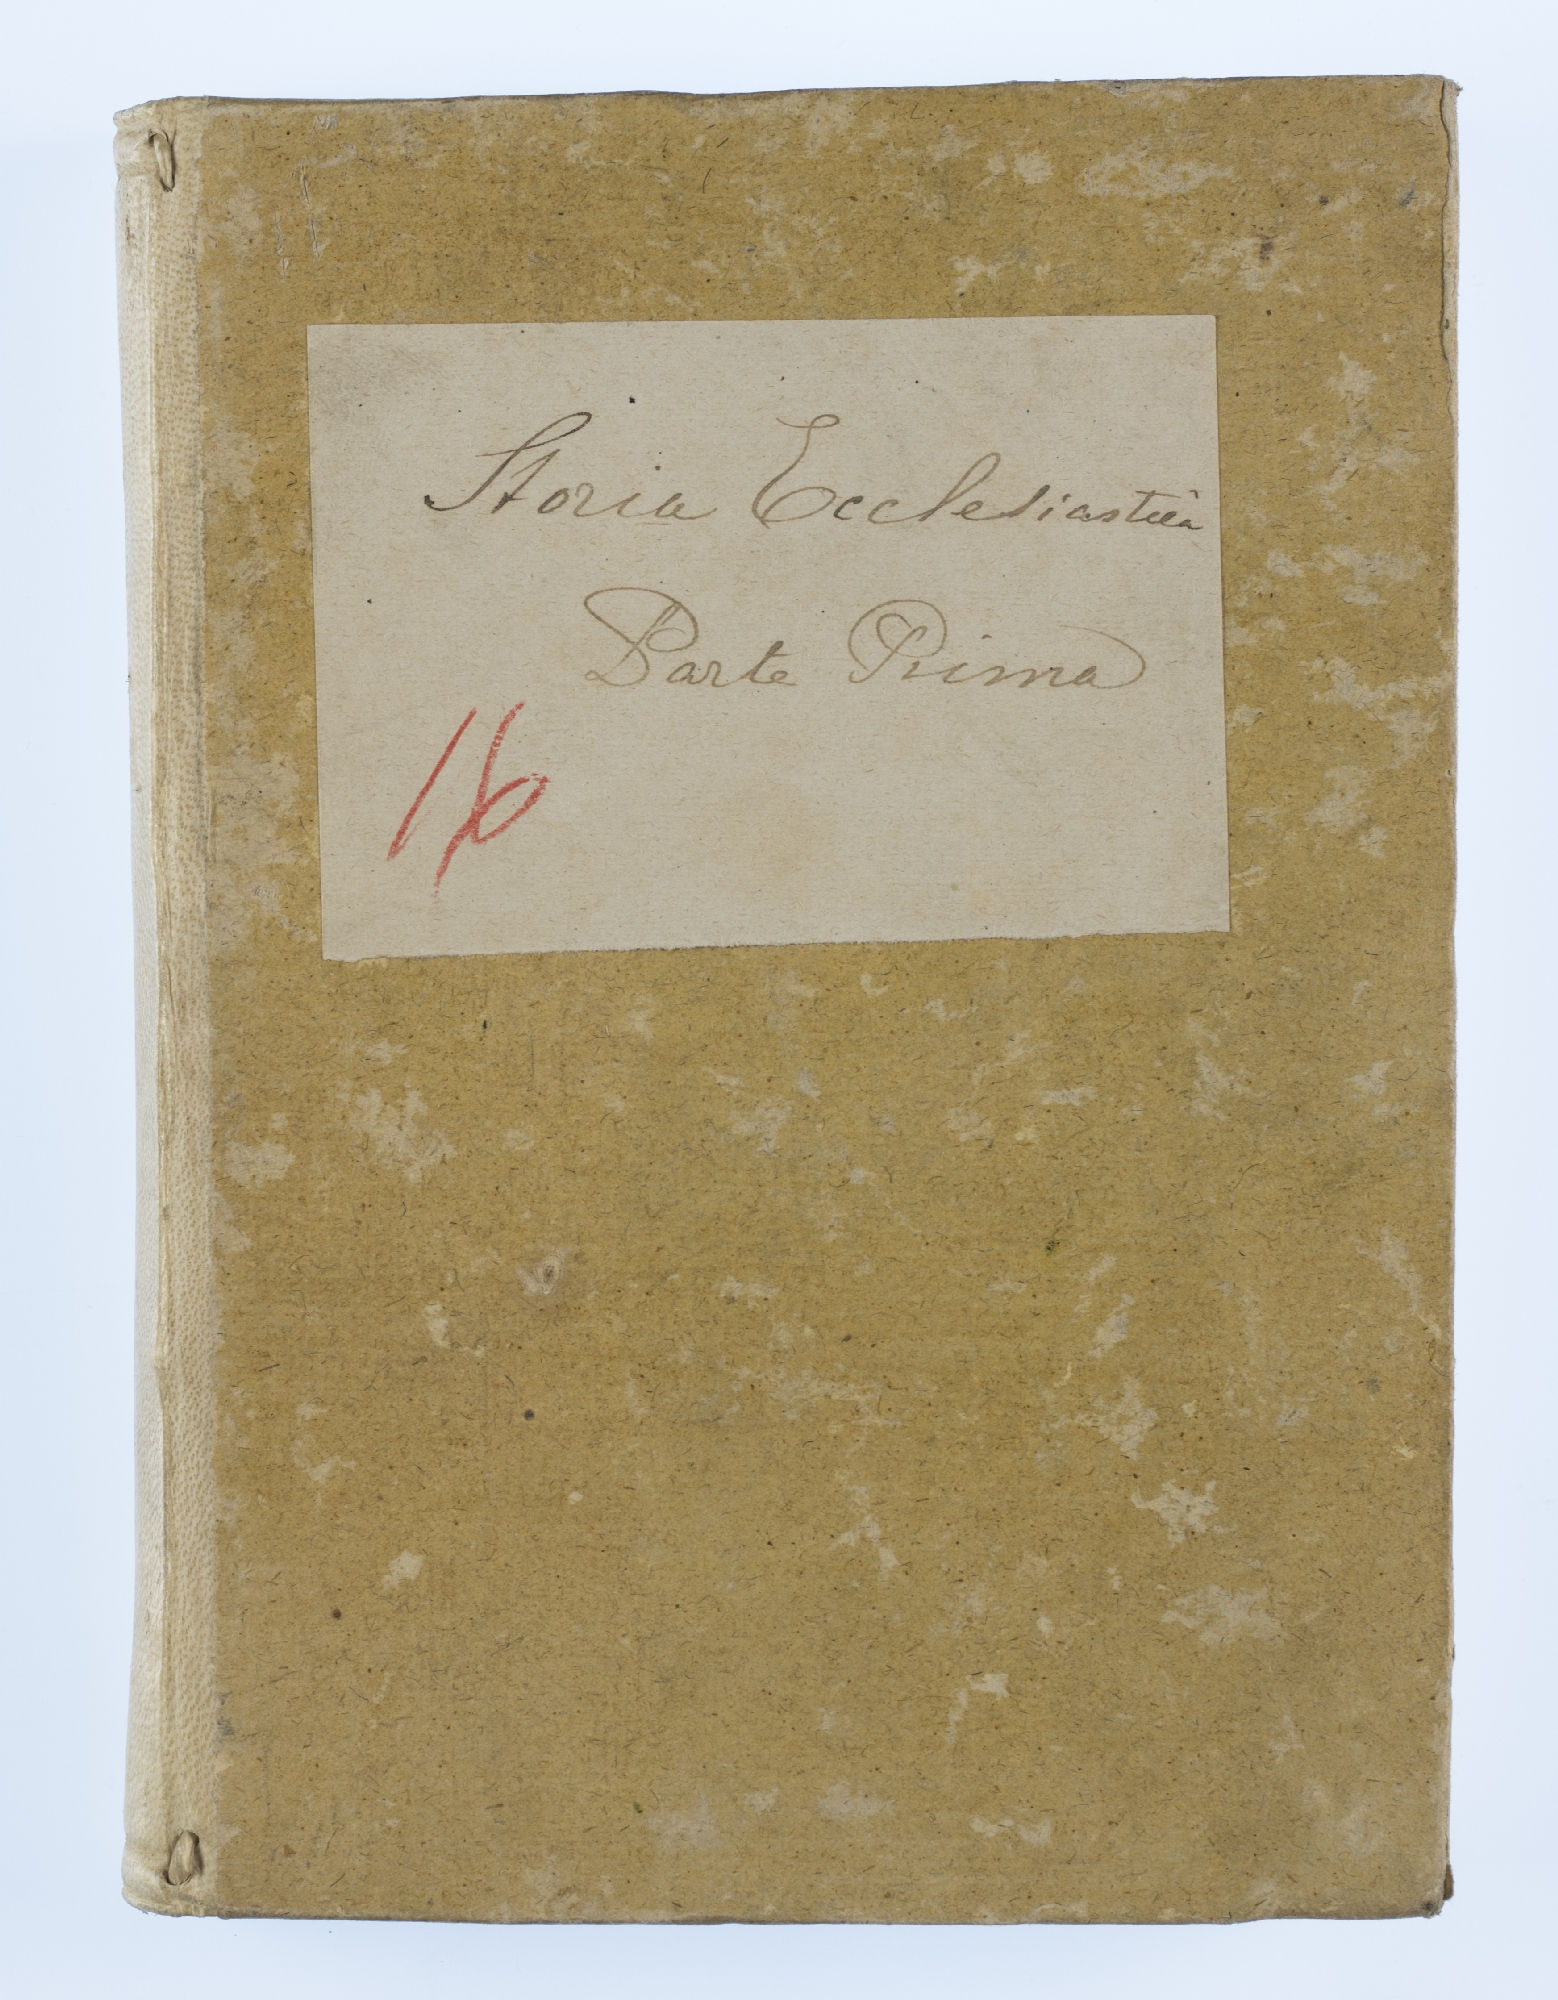 Storia Ecclesiastica
Parte Prima
16